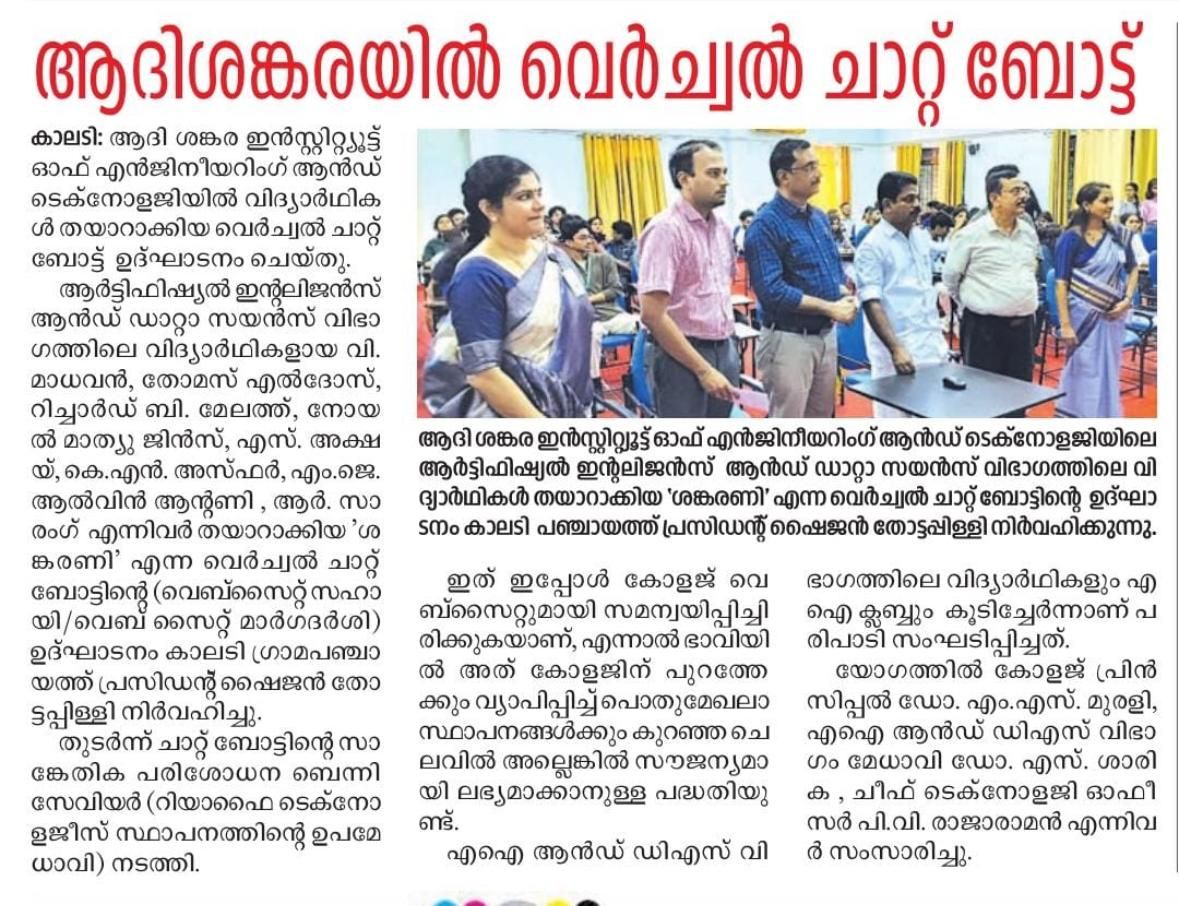 ആദിശങ്കരയിൽ വെർച്വൽ ചാറ്റ് ബോട്ട്
കാലടി: ആദി ശങ്കര ഇൻസ്റ്റിറ്റ്യൂട്ട്
ഓഫ് എൻജിനീയറിംഗ് ആൻഡ്
ടെക്നോളജിയിൽ വിദ്യാർഥിക
ൾ തയാറാക്കിയ വെർച്വൽ ചാറ്റ്
ബോട്ട് ഉദ്ഘാടനം ചെയ്തു.
ആർട്ടിഫിഷ്യൽ ഇന്റലിജൻസ്
ആൻഡ് ഡാറ്റാ സയൻസ് വിഭാ
ഗത്തിലെ വിദ്യാർഥികളായ വി.
മാധവൻ, തോമസ് എൽദോസ്,
റിച്ചാർഡ് ബി. മേലത്ത്, നോയ
ൽ മാത്യു ജിൻസ്, എസ്. അക്ഷ
യ്, കെ.എൻ. അസ്ഫർ, എം.ജെ.
ആൽവിൻ ആന്റണി , ആർ. സാ
രംഗ് എന്നിവർ തയാറാക്കിയ 'ശ
ങ്കരണി' എന്ന വെർച്വൽ ചാറ്റ്
ബോട്ടിന്റെ (വെബ്സൈറ്റ് സഹാ
യി/വെബ് സൈറ്റ് മാർഗദർശി)
ഉദ്ഘാടനം കാലടി ഗ്രാമപഞ്ചാ
യത്ത് പ്രസിഡന്റ് ഷൈജൻ തോ
ട്ടപ്പിള്ളി നിർവഹിച്ചു.
തുടർന്ന് ചാറ്റ് ബോട്ടിന്റെ സാ
ങ്കേതിക പരിശോധന ബെന്നി
സേവിയർ (റിയാഫൈ ടെക്നോ
ളജീസ് സ്ഥാപനത്തിന്റെ ഉപമേ
ധാവി) നടത്തി.
ആദി ശങ്കര ഇൻസ്റ്റിറ്റ്യൂട്ട് ഓഫ് എൻജിനീയറിംഗ് ആൻഡ് ടെക്നോളജിയിലെ
ആർട്ടിഫിഷ്യൽ ഇന്റലിജൻസ് ആൻഡ് ഡാറ്റാ സയൻസ് വിഭാഗത്തിലെ വി
ദ്യാർഥികൾ തയാറാക്കിയ 'ശങ്കരണി' എന്ന വെർച്വൽ ചാറ്റ് ബോട്ടിന്റെ ഉദ്ഘാ
ടനം കാലടി പഞ്ചായത്ത് പ്രസിഡന്റ് ഷൈജൻ തോട്ടപ്പിള്ളി നിർവഹിക്കുന്നു.
ഇത് ഇപ്പോൾ കോളജ് വെ
ബ്സൈറ്റുമായി സമന്വയിപ്പിച്ചി
രിക്കുകയാണ്, എന്നാൽ ഭാവിയി
ൽ അത് കോളജിന് പുറത്തേ
ക്കും വ്യാപിപ്പിച്ച് പൊതുമേഖലാ
സ്ഥാപനങ്ങൾക്കും കുറഞ്ഞ ചെ
ലവിൽ അല്ലെങ്കിൽ സൗജന്യമാ
യി ലഭ്യമാക്കാനുള്ള പദ്ധതിയു
ണ്ട്.
എഐ ആൻഡ് ഡിഎസ് വി
ഭാഗത്തിലെ വിദ്യാർഥികളും എ
ഐ ക്ലബ്ബും കൂടിച്ചേർന്നാണ് പ
രിപാടി സംഘടിപ്പിച്ചത്.
യോഗത്തിൽ കോളജ് പ്രിൻ
സിപ്പൽ ഡോ. എം.എസ്. മുരളി,
എഐ ആൻഡ് ഡിഎസ് വിഭാ
ഗം മേധാവി ഡോ. എസ്. ശാരി
ക , ചീഫ് ടെക്നോളജി ഓഫീ
സർ പി.വി. രാജാരാമൻ എന്നിവ
ർ സംസാരിച്ചു.